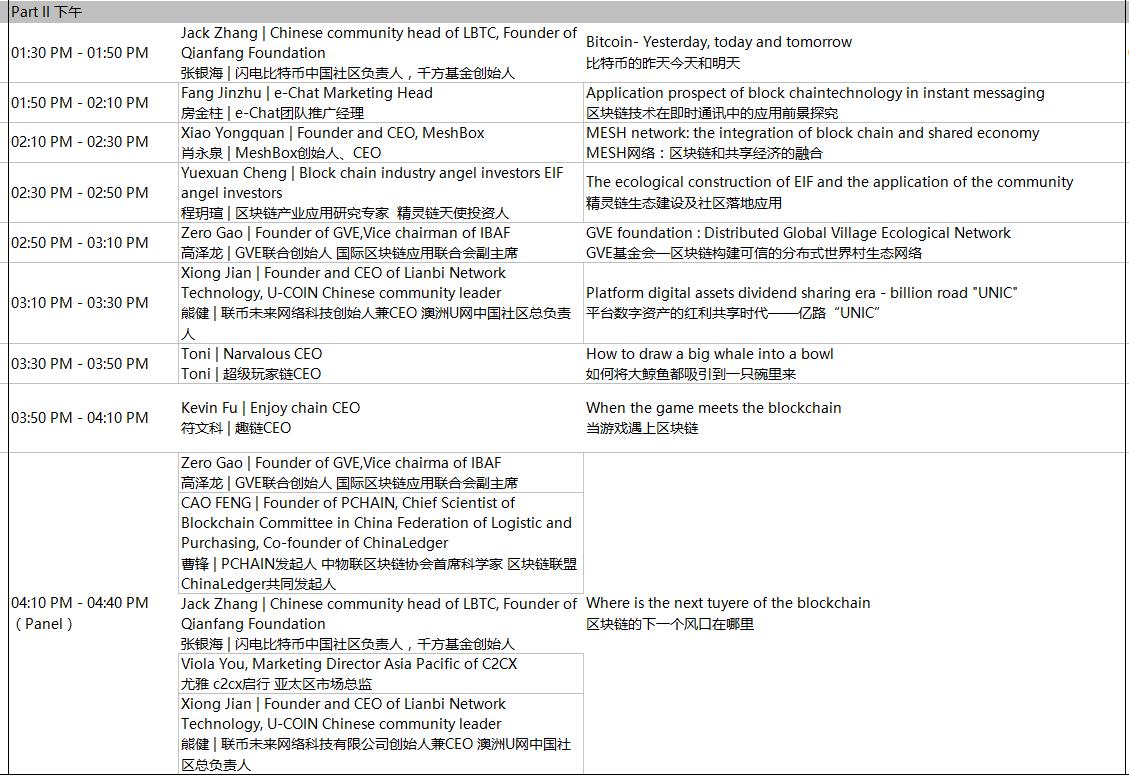 Part II 下午
01:30 PM - 01:50 PM
Jack Zhang | Chinese community head of LBTC, Founder of
Qianfang Foundation
张银海 | 闪电比特币中国社区负责人，千方基金创始人
Bitcoin- Yesterday, today and tomorrow
比特币的昨天今天和明天
01:50 PM - 02:10 PM
Fang Jinzhu | e-Chat Marketing Head
房金柱 | e-Chat团队推广经理
Application prospect of block chaintechnology in instant messaging
区块链技术在即时通讯中的应用前景探究
02:10 PM - 02:30 PM
Xiao Yongquan | Founder and CEO, MeshBox
肖永泉 | MeshBox创始人、CEO
MESH network: the integration of block chain and shared economy
MESH网络：区块链和共享经济的融合
02:30 PM - 02:50 PM
Yuexuan Cheng | Block chain industry angel investors EIF
angel investors
程玥瑄 | 区块链产业应用研究专家 精灵链天使投资人
The ecological construction of EIF and the application of the community
精灵链生态建设及社区落地应用
02:50 PM - 03:10 PM
Zero Gao | Founder of GVE,Vice chairman of IBAF
高泽龙 | GVE联合创始人 国际区块链应用联合会副主席
GVE foundation : Distributed Global Village Ecological Network
GVE基金会—区块链构建可信的分布式世界村生态网络
03:10 PM - 03:30 PM
Xiong Jian | Founder and CEO of Lianbi Network
Technology, U-COIN Chinese community leader
熊健 | 联币未来网络科技创始人兼CEO 澳洲U网中国社区总负责
人
Platform digital assets dividend sharing era - billion road "UNIC"
平台数字资产的红利共享时代——亿路“UNIC”
03:30 PM - 03:50 PM
Toni | Narvalous CEO
Toni | 超级玩家链CEO
How to draw a big whale into a bowl
如何将大鲸鱼都吸引到一只碗里来
03:50 PM - 04:10 PM
Kevin Fu | Enjoy chain CEO
符文科 | 趣链CEO
When the game meets the blockchain
当游戏遇上区块链
04:10 PM - 04:40 PM
（Panel）
Zero Gao | Founder of GVE,Vice chairma of IBAF
高泽龙 | GVE联合创始人 国际区块链应用联合会副主席
CAO FENG | Founder of PCHAIN, Chief Scientist of
Blockchain Committee in China Federation of Logistic and
Purchasing, Co-founder of ChinaLedger
曹锋 | PCHAIN发起人 中物联区块链协会首席科学家 区块链联盟
ChinaLedger共同发起人
Jack Zhang | Chinese community head of LBTC, Founder of
Qianfang Foundation
张银海 | 闪电比特币中国社区负责人，千方基金创始人
Viola You, Marketing Director Asia Pacific of C2CX
尤雅 c2cx启行 亚太区市场总监
Xiong Jian | Founder and CEO of Lianbi Network
Technology, U-COIN Chinese community leader
熊健 | 联币未来网络科技有限公司创始人兼CEO 澳洲U网中国社
区总负责人
Where is the next tuyere of the blockchain
区块链的下一个风口在哪里